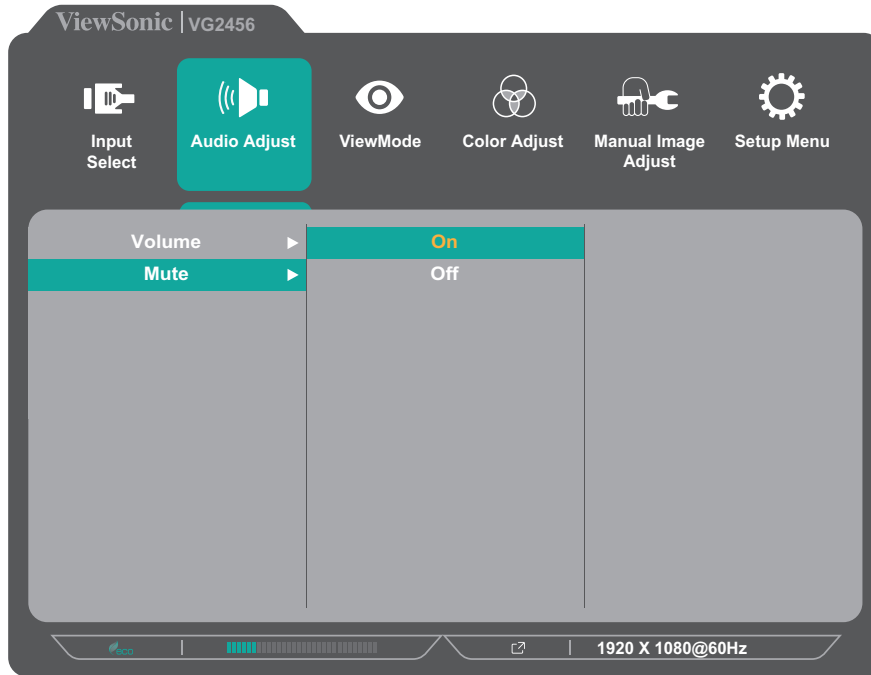 ViewSonic | VG2456
Input Select
Audio Adjust
ViewMode
Color Adjust
Manual Image Adjust
Setup Menu
Volume
On
Mute
Off
eco
1920 X 1080@60Hz